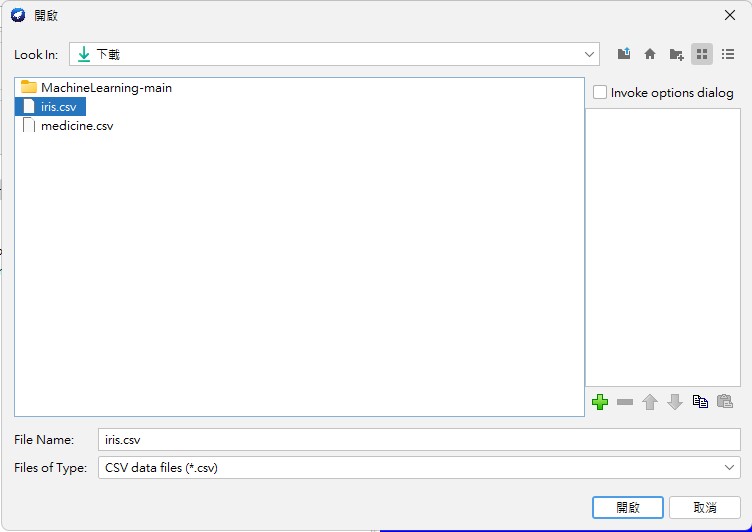 開啟
Look In: 下載
MachineLearning-main
Invoke options dialog
iris.csv
medicine.csv
File Name: iris.csv
Files of Type: CSV data files (*.csv)
開啟 取消